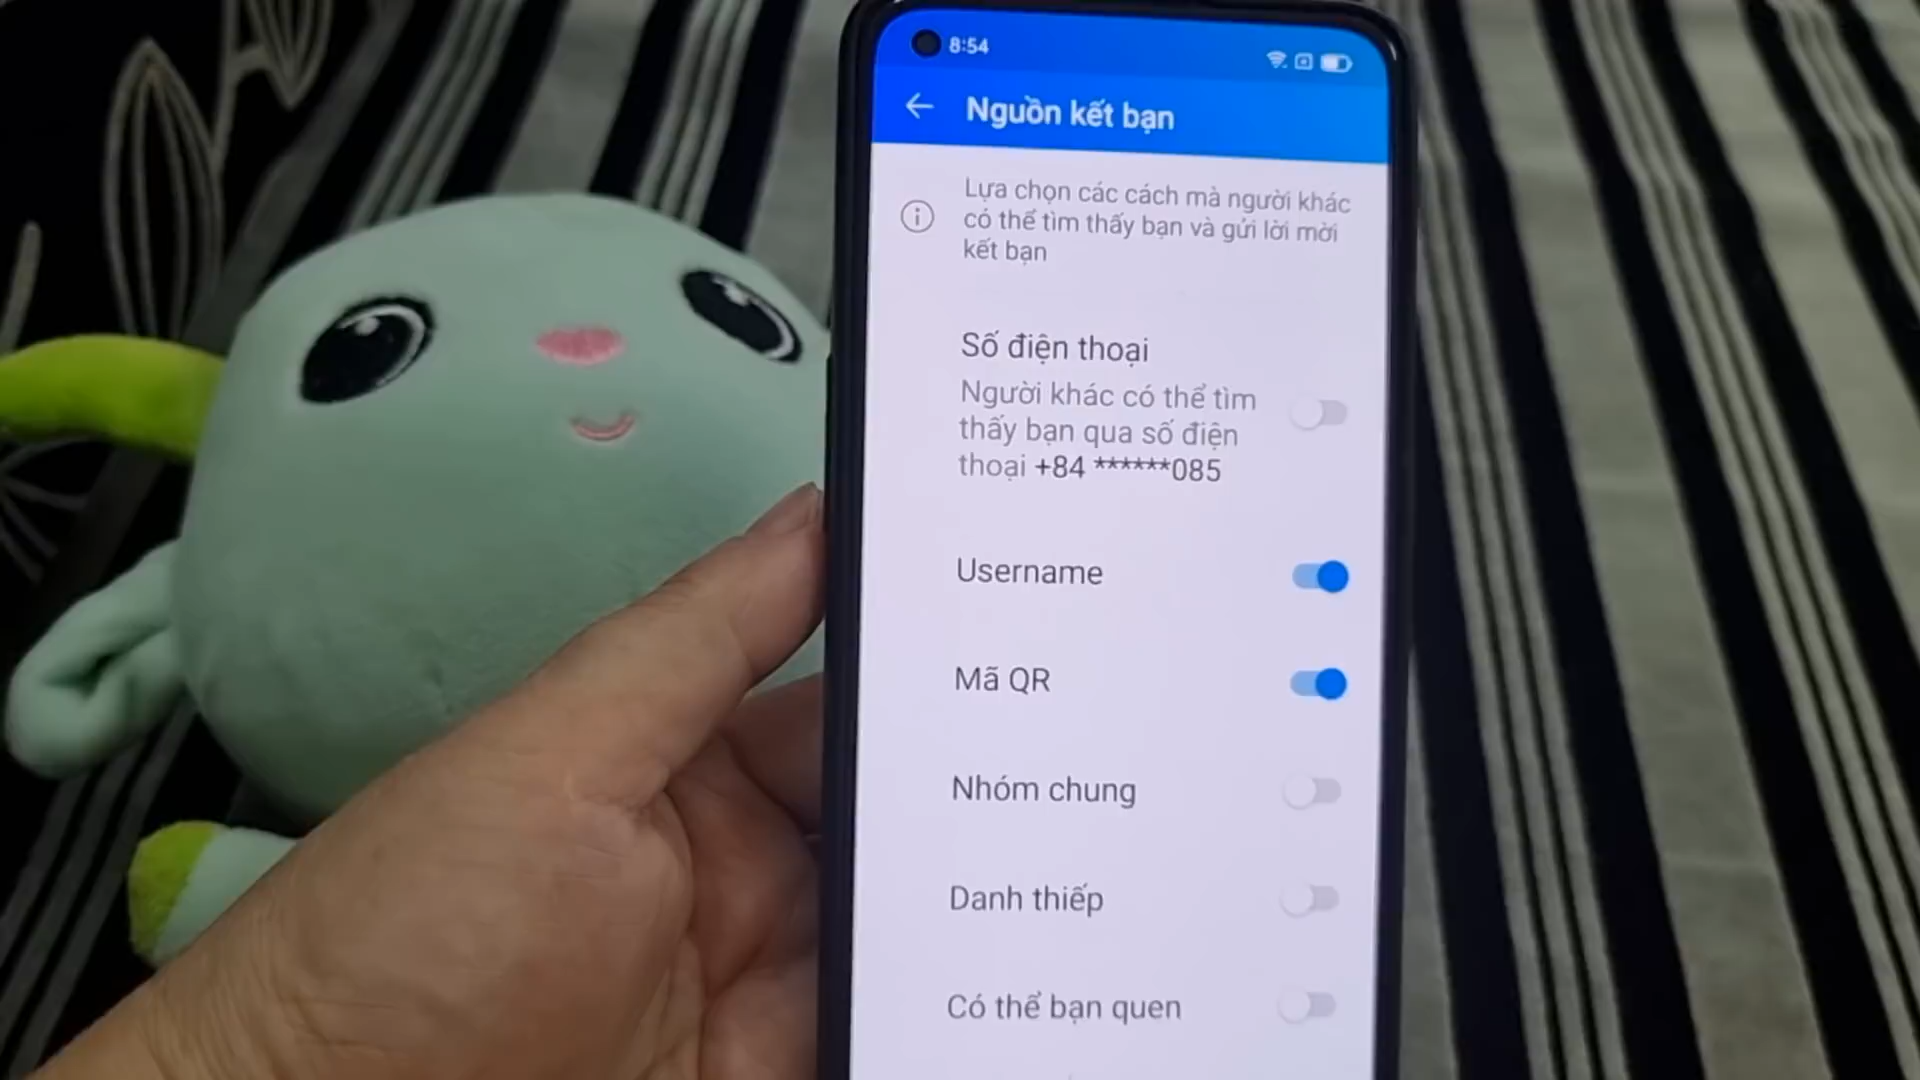 8:54
Nguồn kết bạn
Lựa chọn các cách mà người khác
có thể tìm thấy bạn và gửi lời mời
kết bạn
Số điện thoại
Người khác có thể tìm
thấy bạn qua số điện
thoại +84 ******085
Username
Mã QR
Nhóm chung
Danh thiếp
Có thể bạn quen